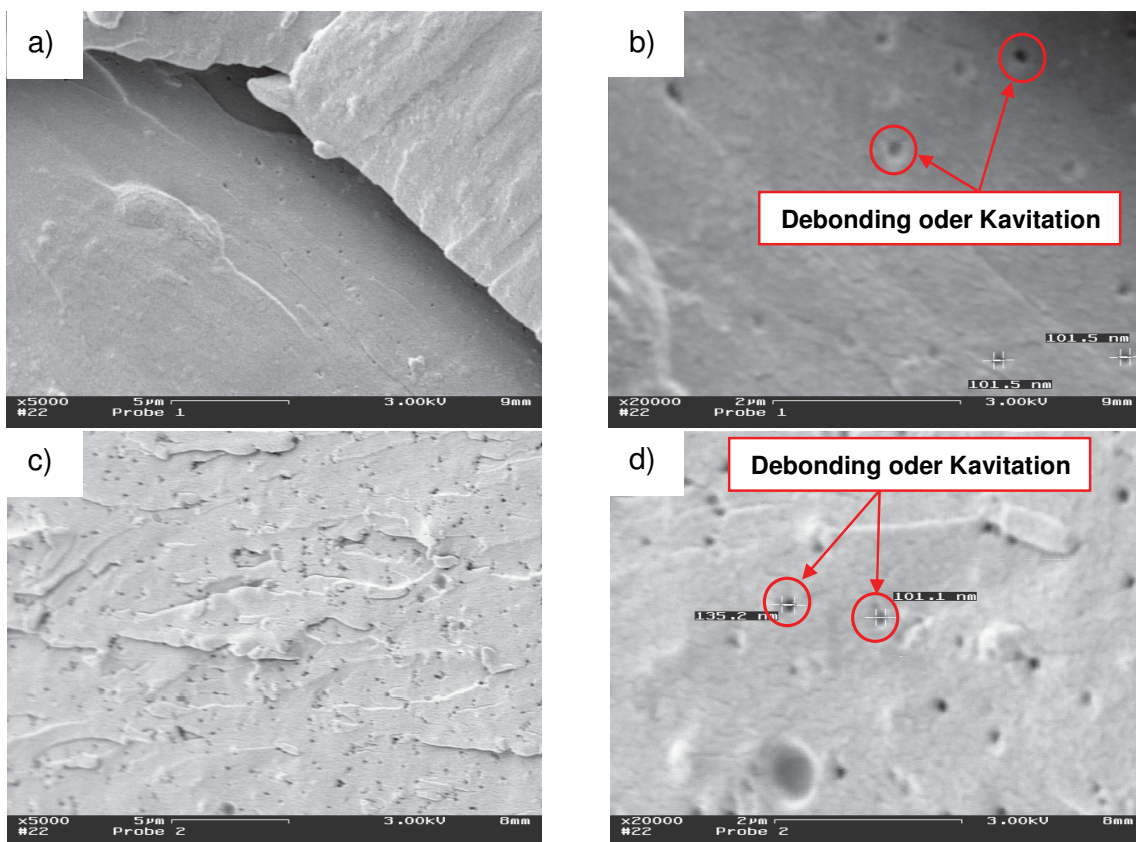 a)
x5000 5µm 3.00kV 9mm
#22 Probe 1
b)
Debonding oder Kavitation
101.5 nm
101.5 nm
x20000 2µm 3.00kV 9mm
#22 Probe 1
c)
x5000 5µm 3.00kV 8mm
#22 Probe 2
d)
Debonding oder Kavitation
101.1 nm
135.2 nm
x20000 2µm 3.00kV 8mm
#22 Probe 2